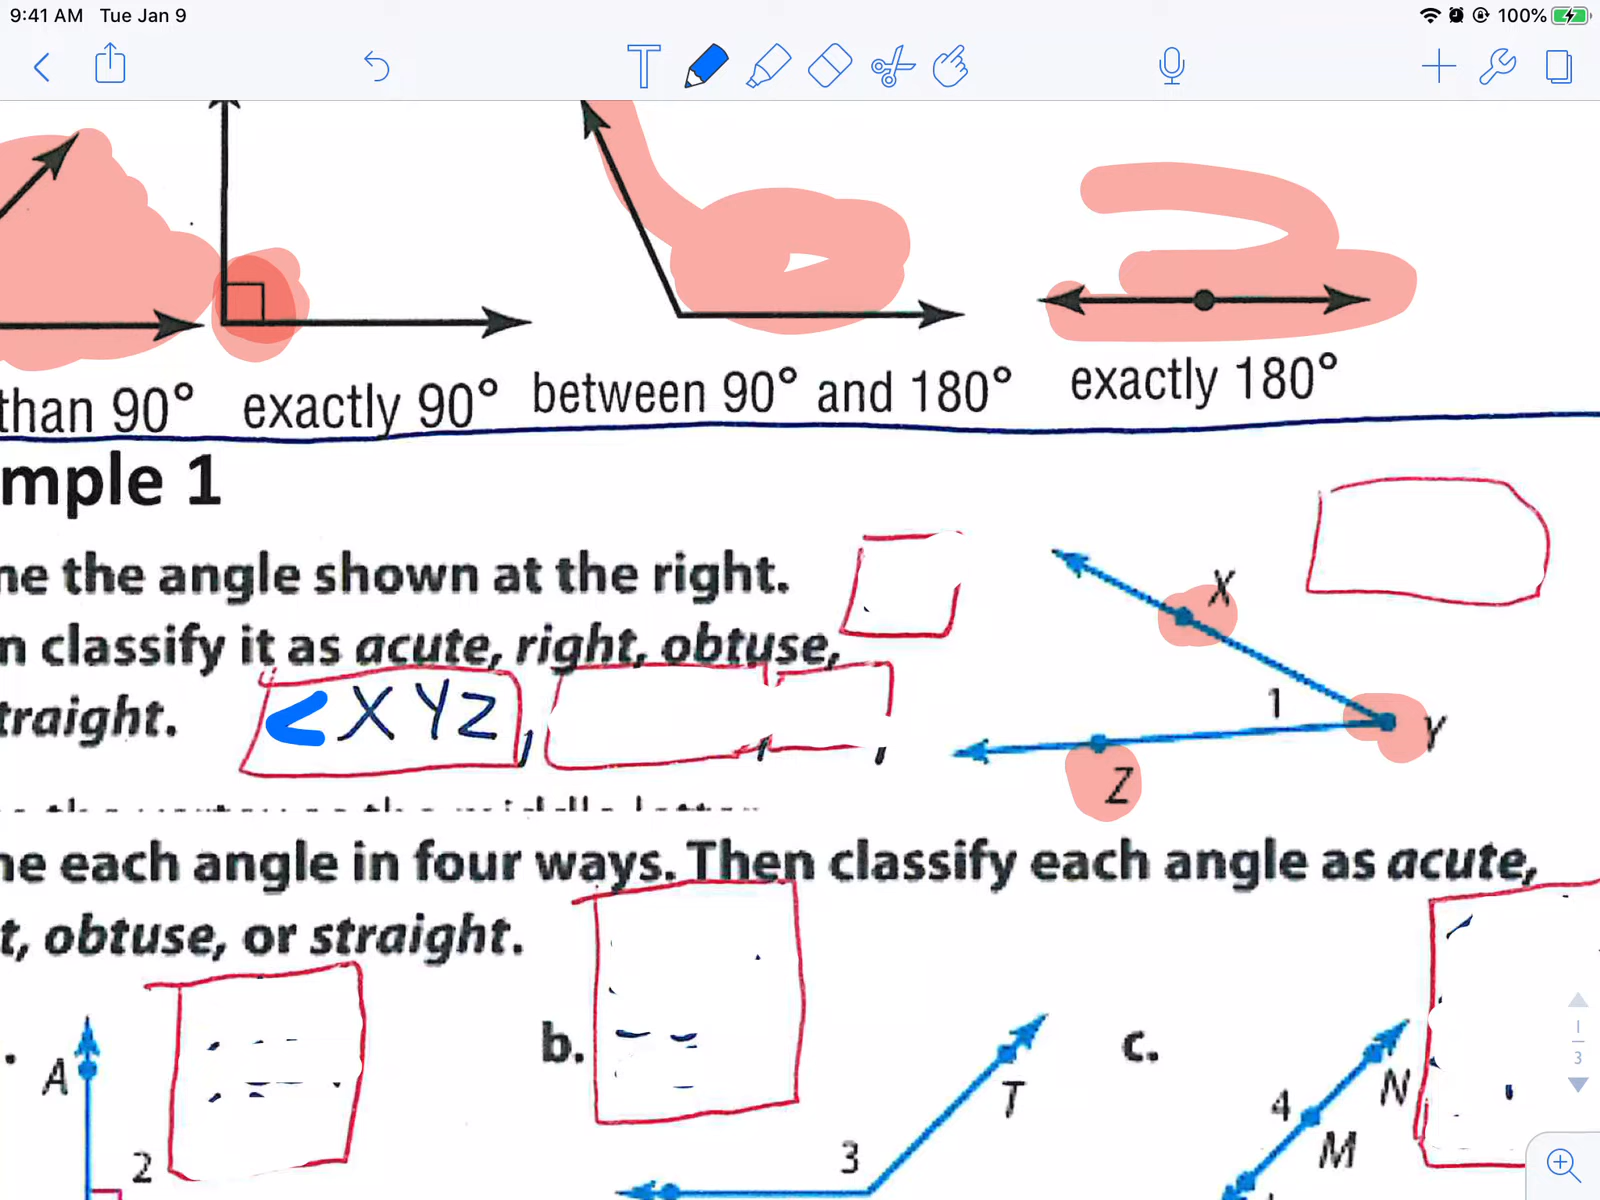 9:41 AM Tue Jan 9
100%
T
than 90° exactly 90° between 90° and 180° exactly 180°
mple 1
ne the angle shown at the right.
n classify it as acute, right, obtuse,
traight.
< XYZ,
X
1
Y
Z
ne each angle in four ways. Then classify each angle as acute,
t, obtuse, or straight.
A
2
b.
T
3
c.
N
4
M
1
3